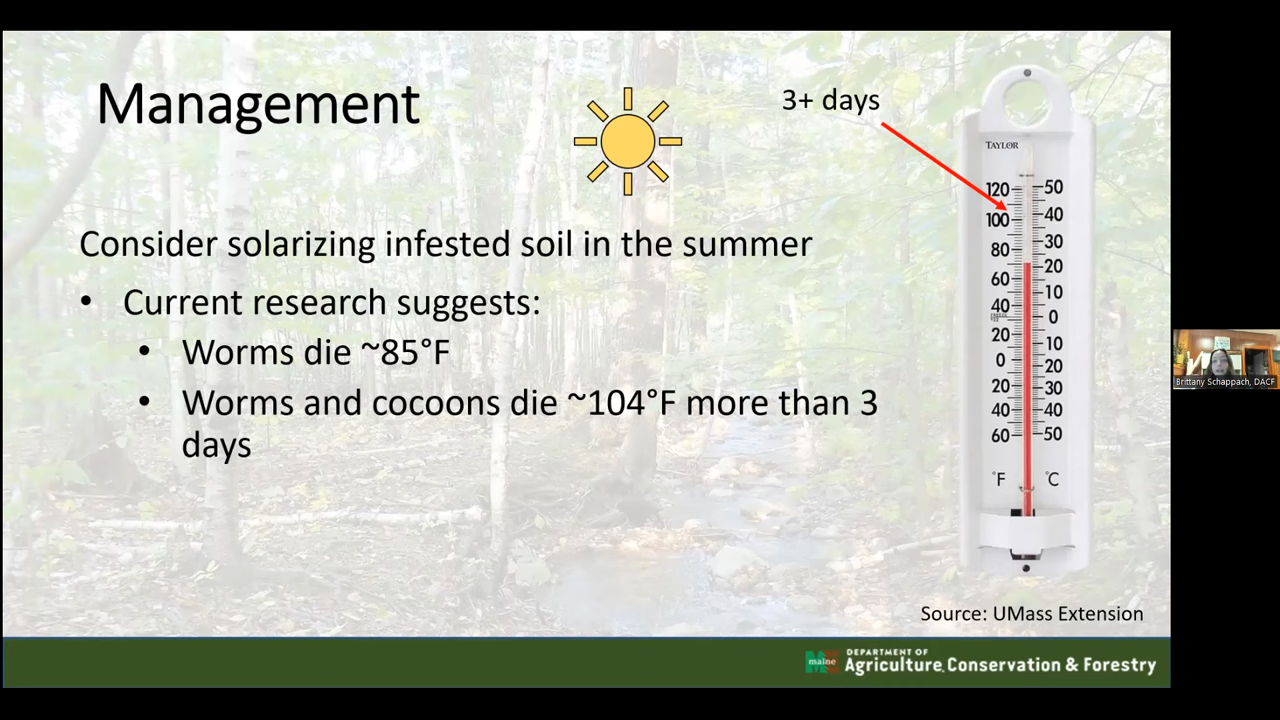 Management
3+ days
Consider solarizing infested soil in the summer
• Current research suggests:
• Worms die ~85°F
• Worms and cocoons die ~104°F more than 3
days
TAYLOR
120 50
100 40
80 30
60 20
40 10
20 0
0 10
20 20
40 30
60 40
50
°F °C
Source: UMass Extension
maine
DEPARTMENT OF
Agriculture, Conservation & Forestry
Brittany Schappach, DACF